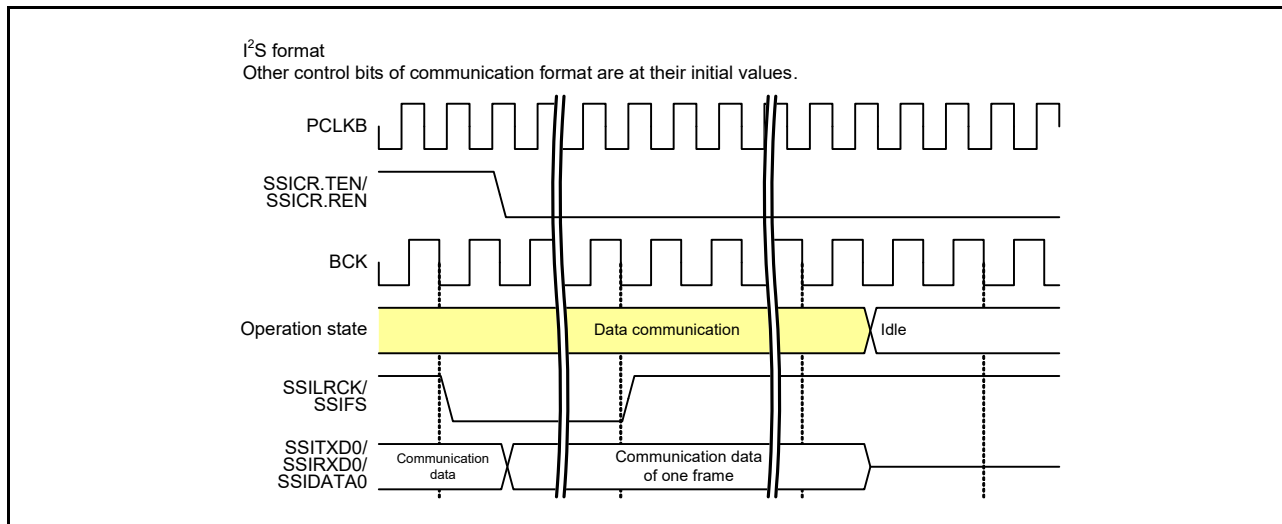 I²S format
Other control bits of communication format are at their initial values.
PCLKB
SSICR.TEN/
SSICR.REN
BCK
Operation state
Data communication
Idle
SSILRCK/
SSIFS
SSITXD0/
SSIRXD0/
SSIDATA0
Communication
data
Communication data
of one frame